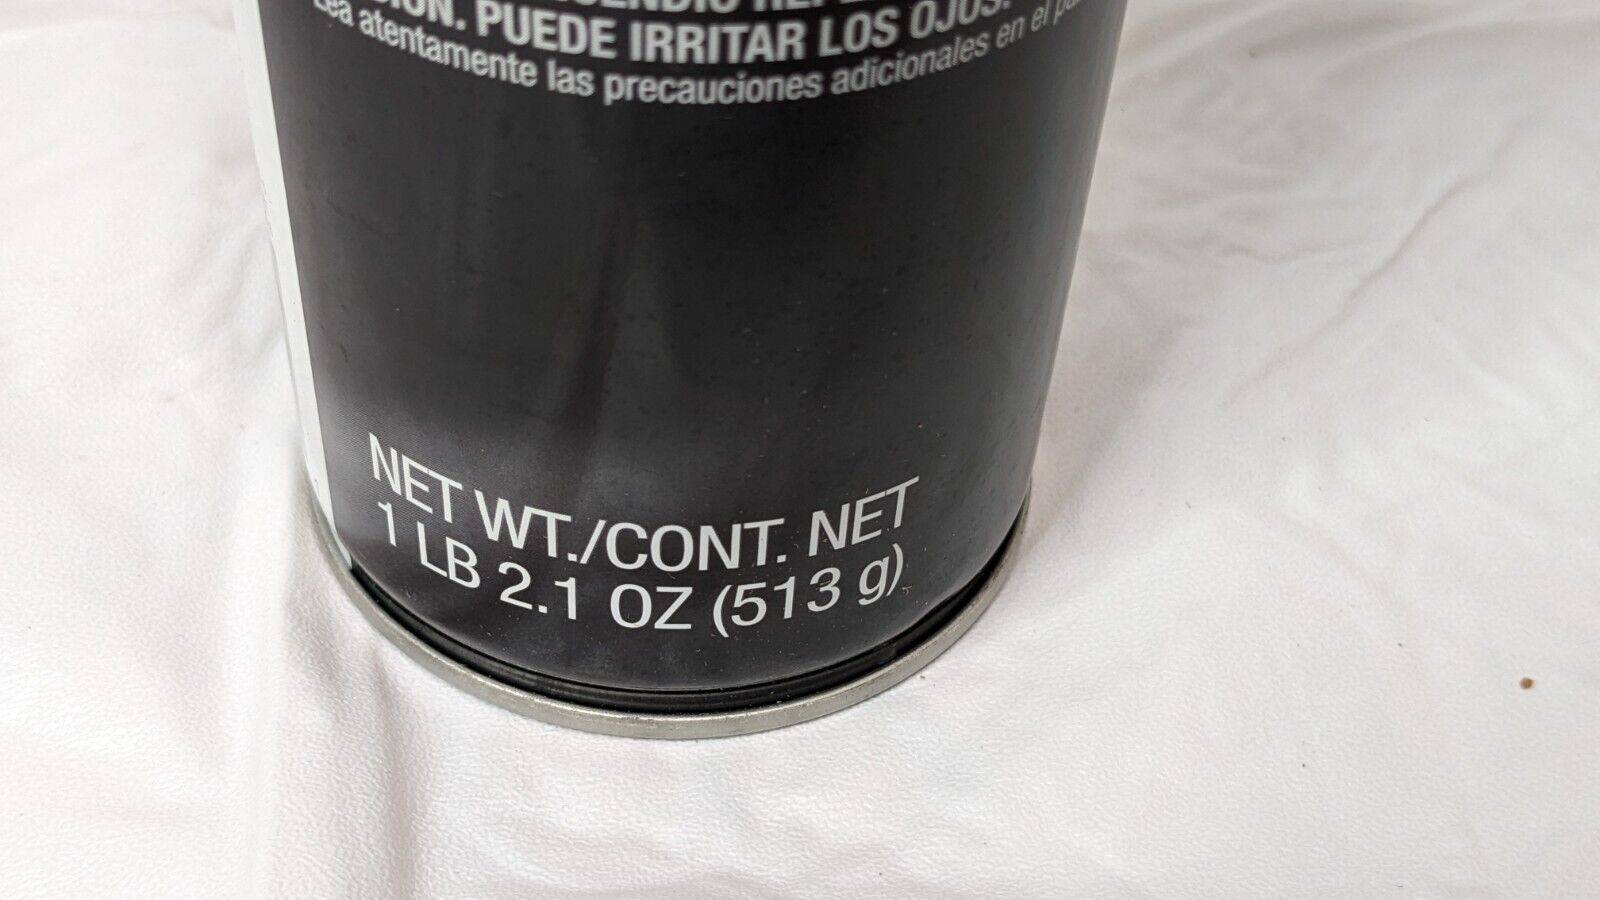 PUEDE IRRITAR LOS OJOS.
Lea atentamente las precauciones adicionales en el
NET WT./CONT. NET
1 LB 2.1 OZ (513 g)